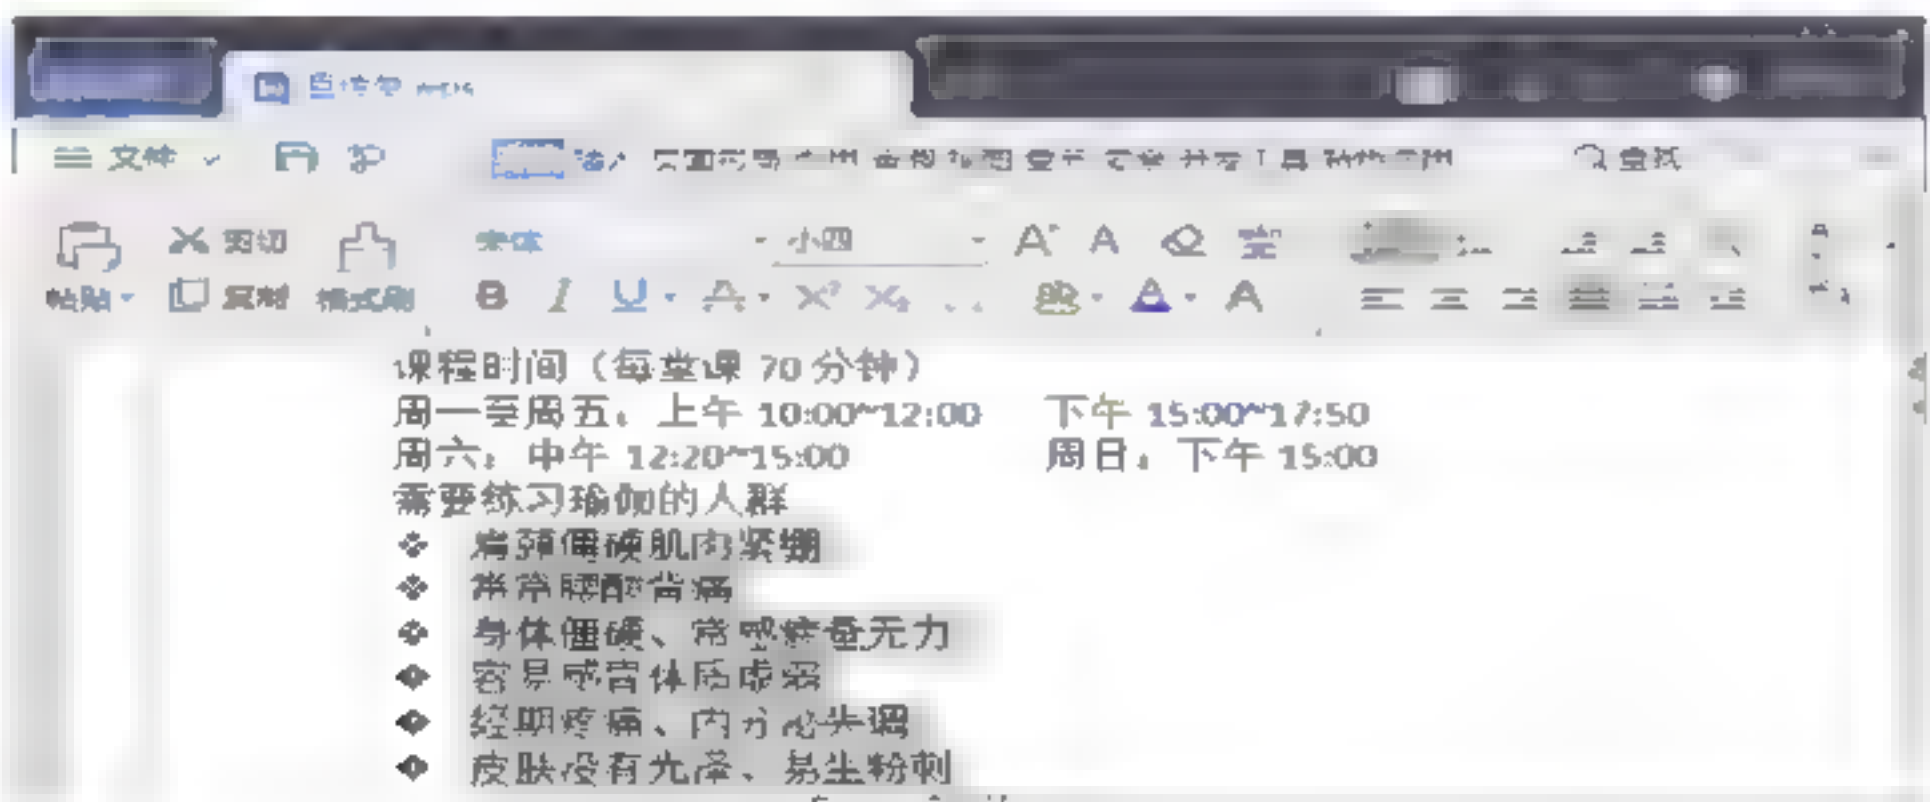 文件
查找
剪切
宋体
小四
粘贴
复制
格式刷
课程时间（每堂课 70 分钟）
周一至周五：上午 10:00~12:00 下午 15:00~17:50
周六：中午 12:20~15:00 周日：下午 15:00
需要练习瑜伽的人群
肩颈僵硬肌肉紧绷
常常腰酸背痛
身体僵硬、常感疲惫无力
容易感冒体质虚弱
经期疼痛、内分泌失调
皮肤没有光泽、易生粉刺